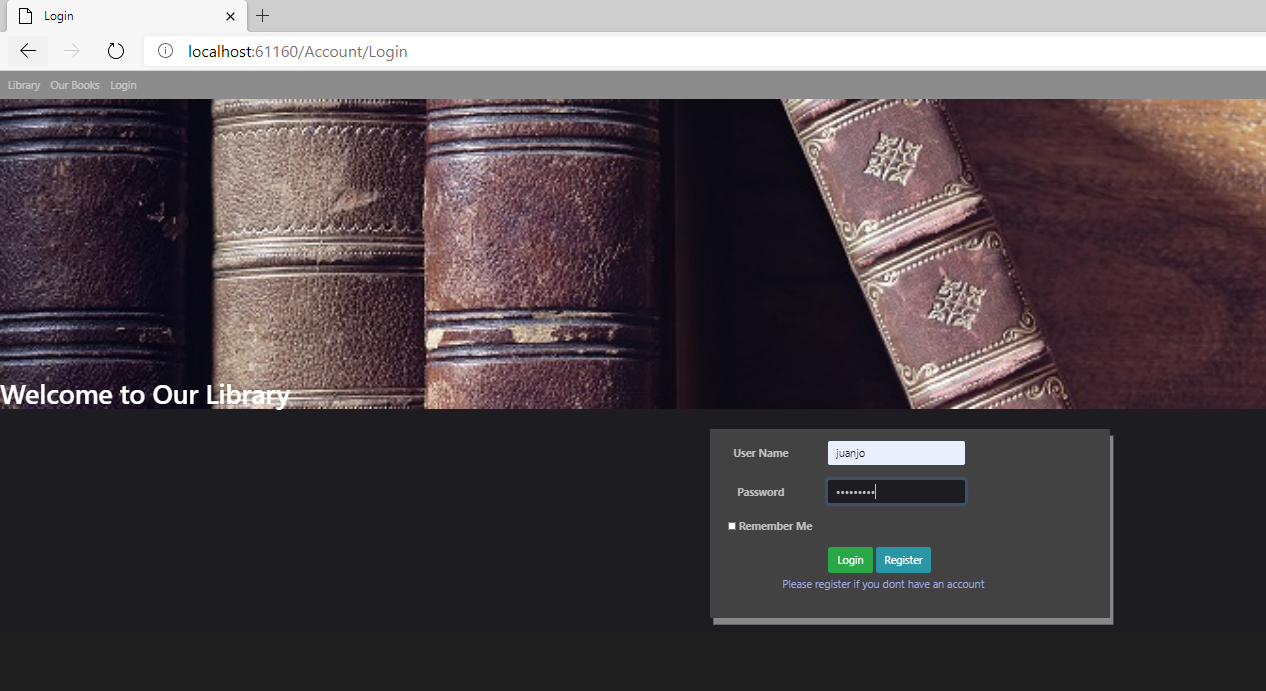 Login
localhost:61160/Account/Login
Library Our Books Login
Welcome to Our Library
User Name juanjo
Password •••••••••
Remember Me
Login Register
Please register if you dont have an account